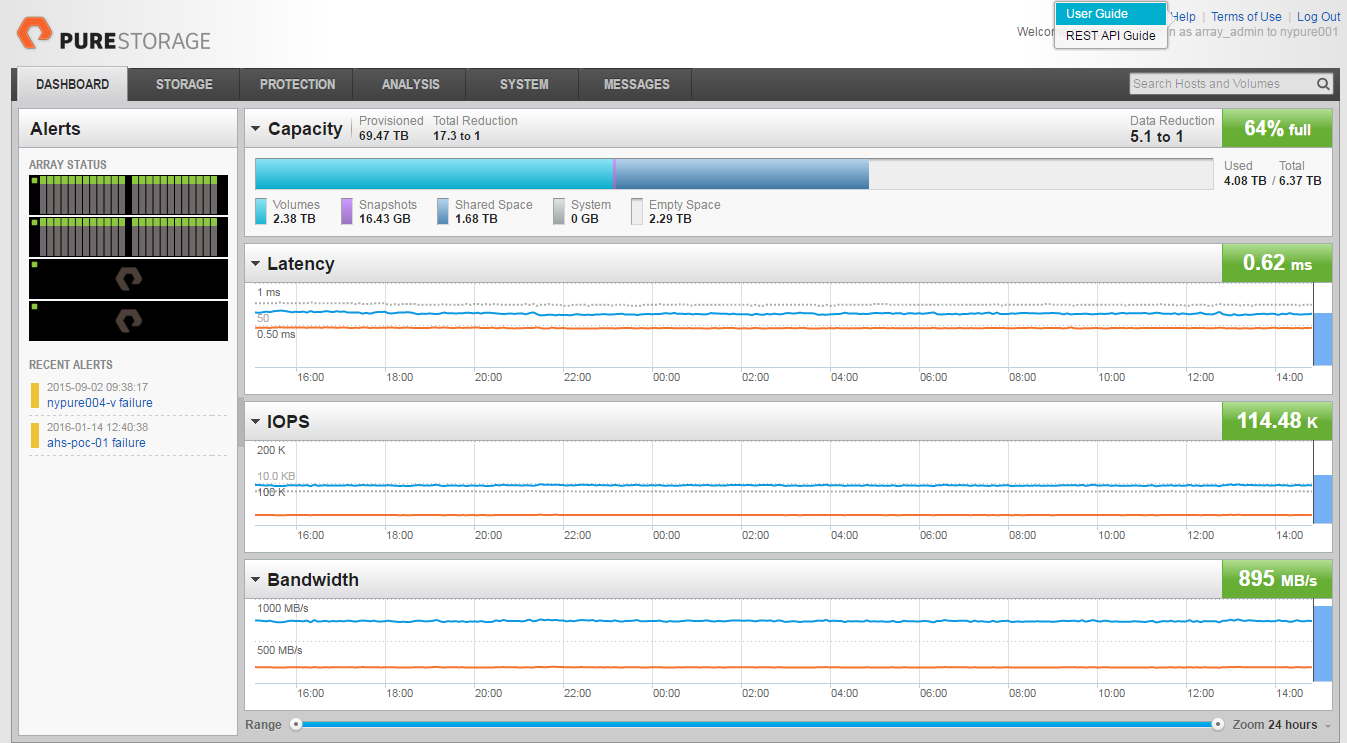 PURESTORAGE
User Guide
REST API Guide
Help | Terms of Use | Log Out
Welcom
n as array_admin to nypure001
DASHBOARD STORAGE PROTECTION ANALYSIS SYSTEM MESSAGES
Search Hosts and Volumes
Alerts
ARRAY STATUS
RECENT ALERTS
2015-09-02 09:38:17
nypure004-v failure
2016-01-14 12:40:38
ahs-poc-01 failure
Capacity
Provisioned Total Reduction
69.47 TB 17.3 to 1
Data Reduction
5.1 to 1
64% full
Used Total
4.08 TB / 6.37 TB
Volumes Snapshots Shared Space System Empty Space
2.38 TB 16.43 GB 1.68 TB 0 GB 2.29 TB
Latency
0.62 ms
1 ms
50
0.50 ms
16:00 18:00 20:00 22:00 00:00 02:00 04:00 06:00 08:00 10:00 12:00 14:00
IOPS
114.48 K
200 K
10.0 KB
100 K
16:00 18:00 20:00 22:00 00:00 02:00 04:00 06:00 08:00 10:00 12:00 14:00
Bandwidth
895 MB/s
1000 MB/s
500 MB/s
16:00 18:00 20:00 22:00 00:00 02:00 04:00 06:00 08:00 10:00 12:00 14:00
Range
Zoom 24 hours